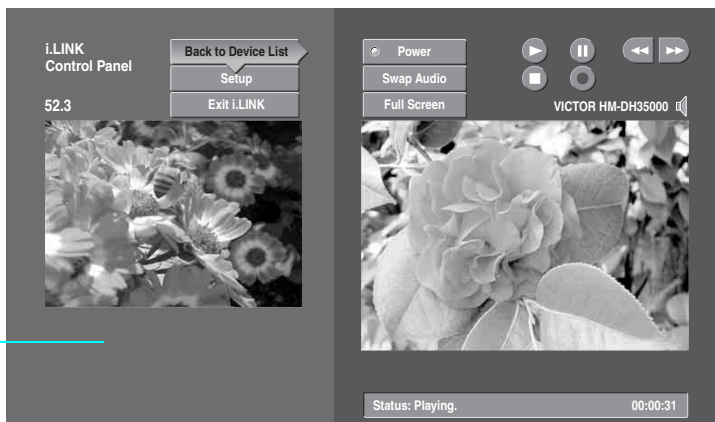 i.LINK
Control Panel
52.3
Back to Device List
Setup
Exit i.LINK
Power
Swap Audio
Full Screen
VICTOR HM-DH35000
Status: Playing. 00:00:31